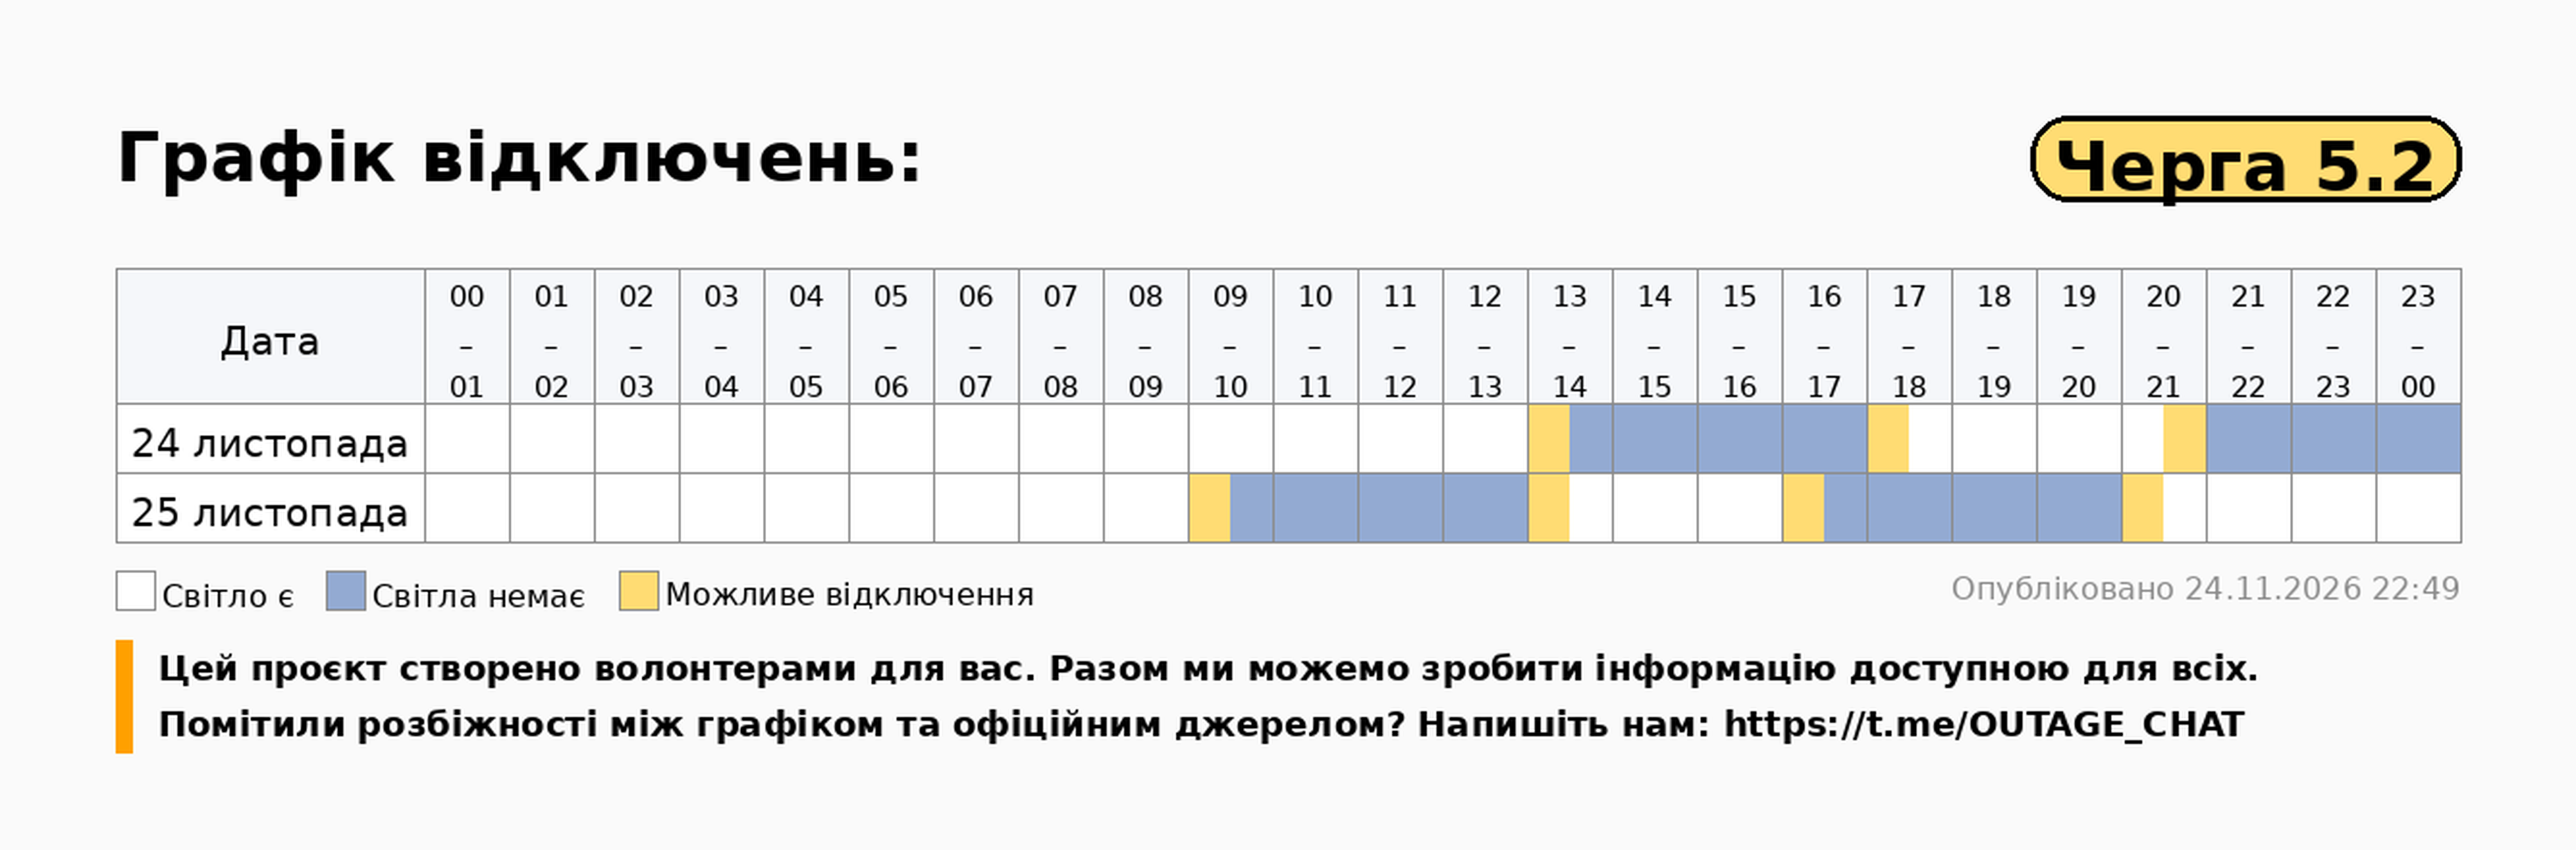 Графік відключень:
Черга 5.2
Дата 00 – 01 01 – 02 02 – 03 03 – 04 04 – 05 05 – 06 06 – 07 07 – 08 08 – 09 09 – 10 10 – 11 11 – 12 12 – 13 13 – 14 14 – 15 15 – 16 16 – 17 17 – 18 18 – 19 19 – 20 20 – 21 21 – 22 22 – 23 23 – 00
24 листопада
25 листопада
Світло є Світла немає Можливе відключення
Опубліковано 24.11.2026 22:49
Цей проєкт створено волонтерами для вас. Разом ми можемо зробити інформацію доступною для всіх.
Помітили розбіжності між графіком та офіційним джерелом? Напишіть нам: https://t.me/OUTAGE_CHAT